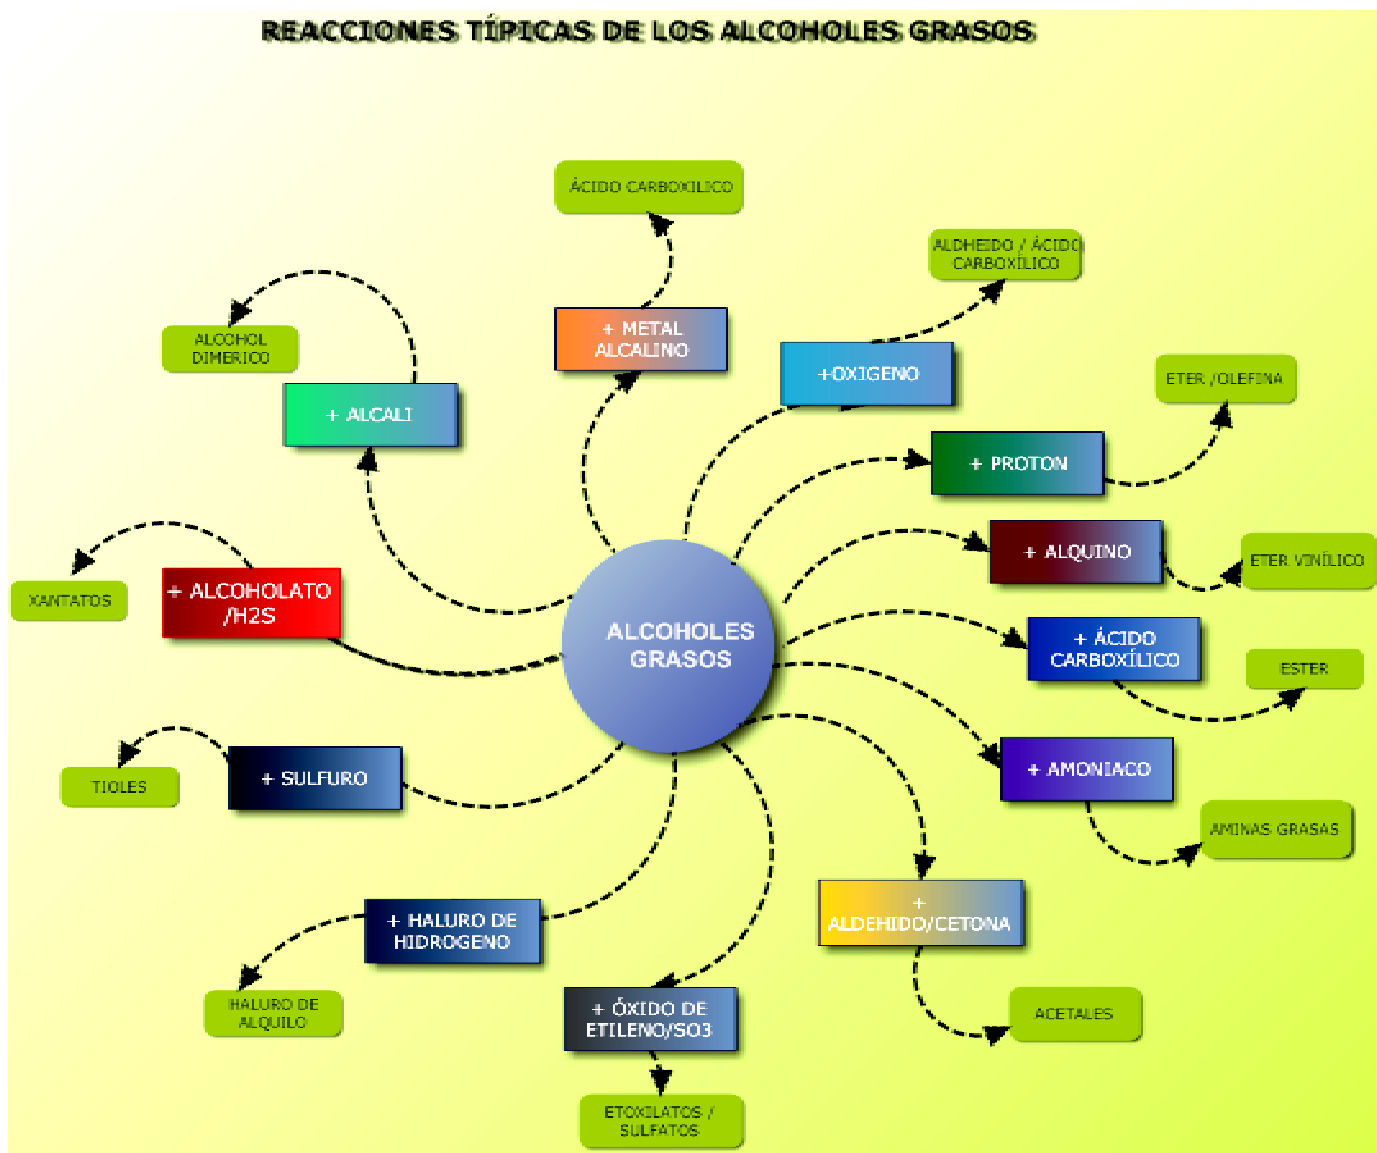 REACCIONES TÍPICAS DE LOS ALCOHOLES GRASOS
ÁCIDO CARBOXILICO
ALDHEIDO / ÁCIDO
CARBOXÍLICO
+ METAL
ALCALINO
ALCOHOL
DIMERICO
+OXIGENO
ETER /OLEFINA
+ ALCALI
+ PROTON
+ ALQUINO
ETER VINÍLICO
+ ALCOHOLATO
/H2S
XANTATOS
ALCOHOLES
GRASOS
+ ÁCIDO
CARBOXÍLICO
ESTER
+ SULFURO
TIOLES
+ AMONIACO
AMINAS GRASAS
+ HALURO DE
HIDROGENO
+
ALDEHIDO/CETONA
HALURO DE
ALQUILO
+ ÓXIDO DE
ETILENO/SO3
ACETALES
ETOXILATOS /
SULFATOS